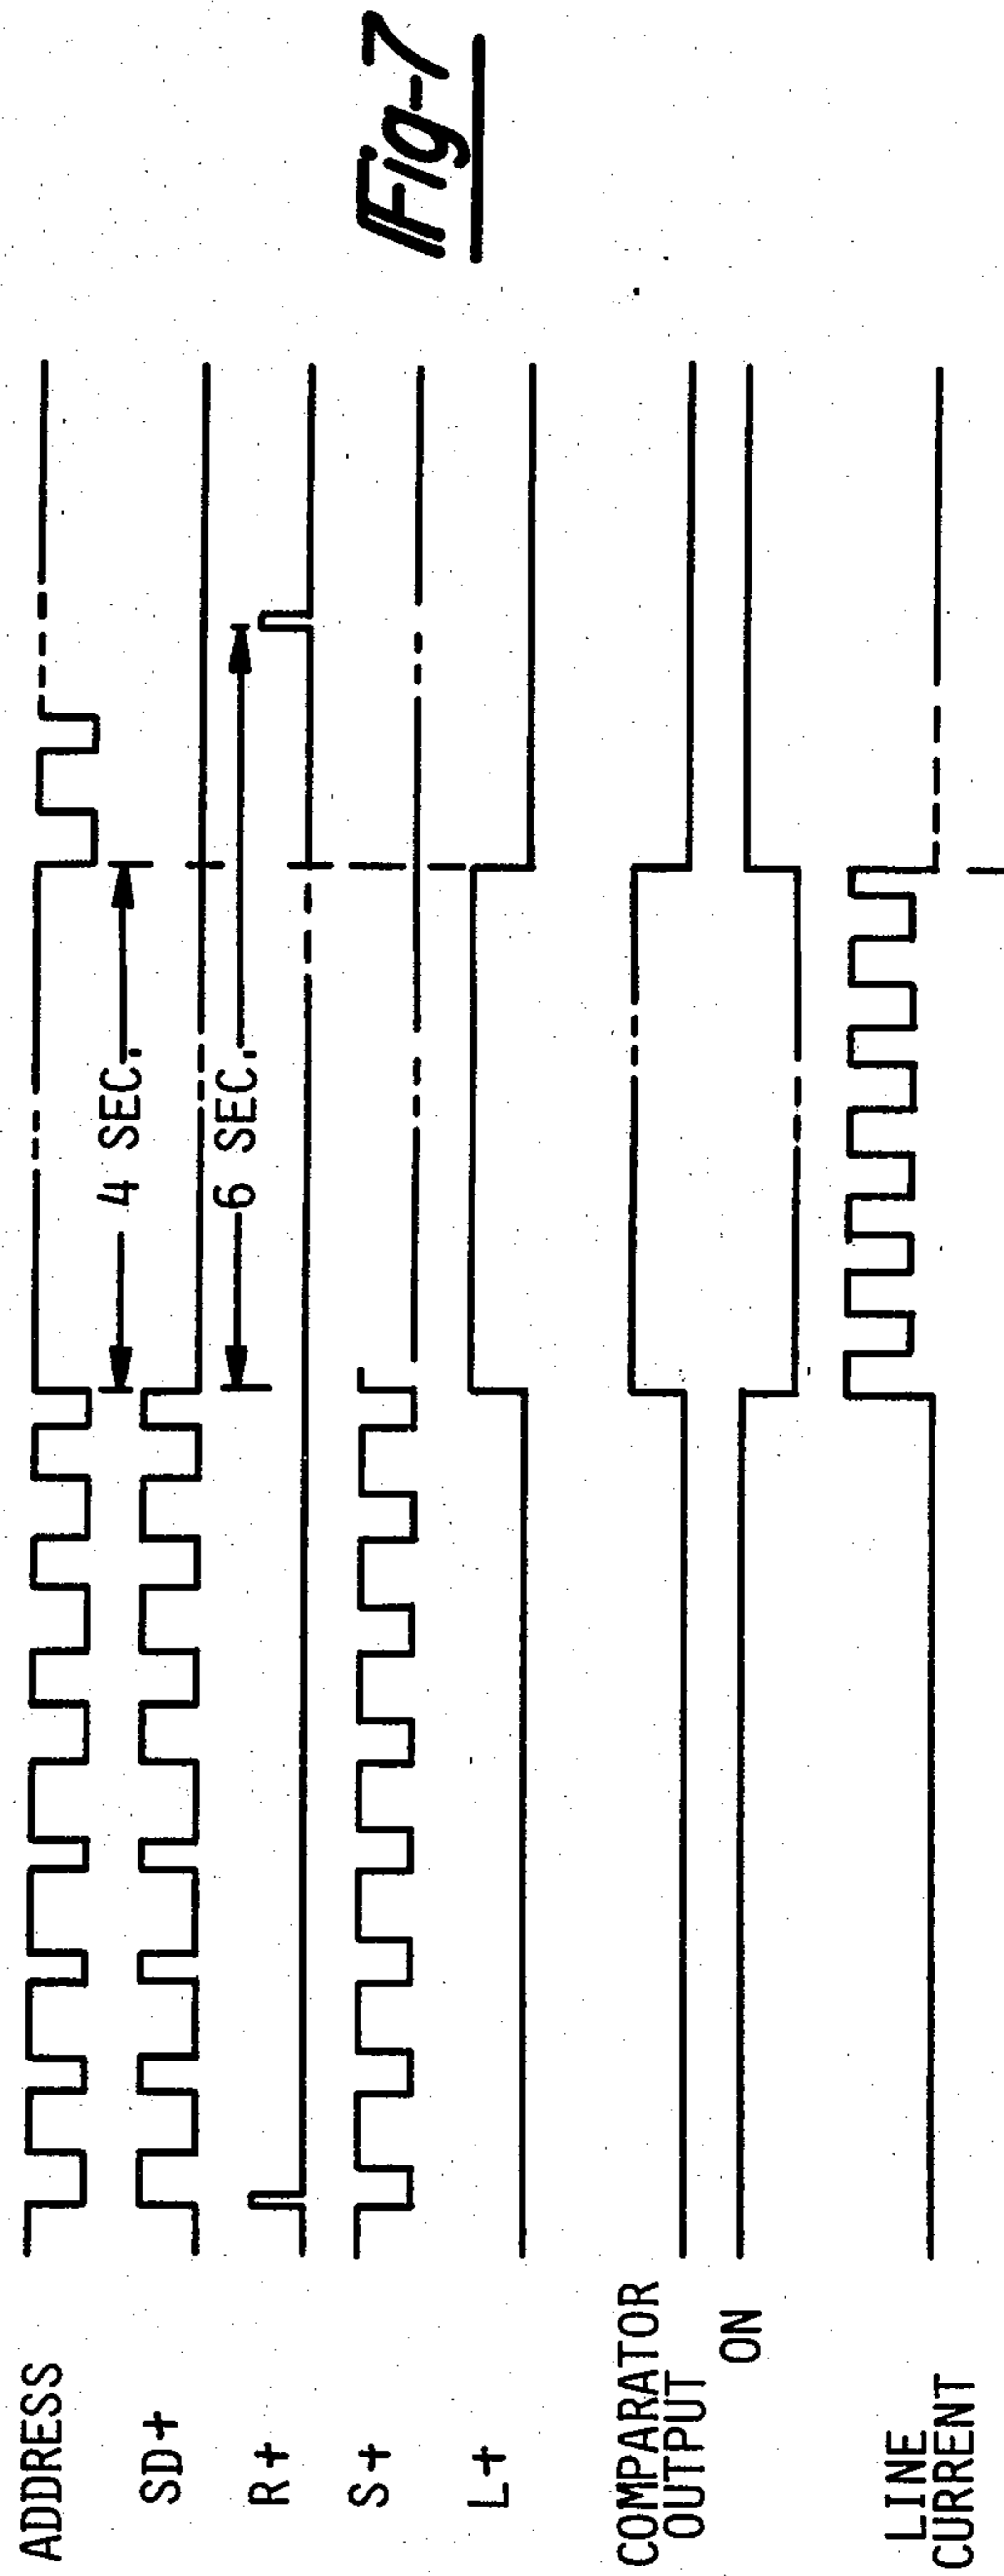 ADDRESS
SD+
R+
S+
L+
COMPARATOR
OUTPUT
ON
LINE
CURRENT
4 SEC.
6 SEC.
Fig-7